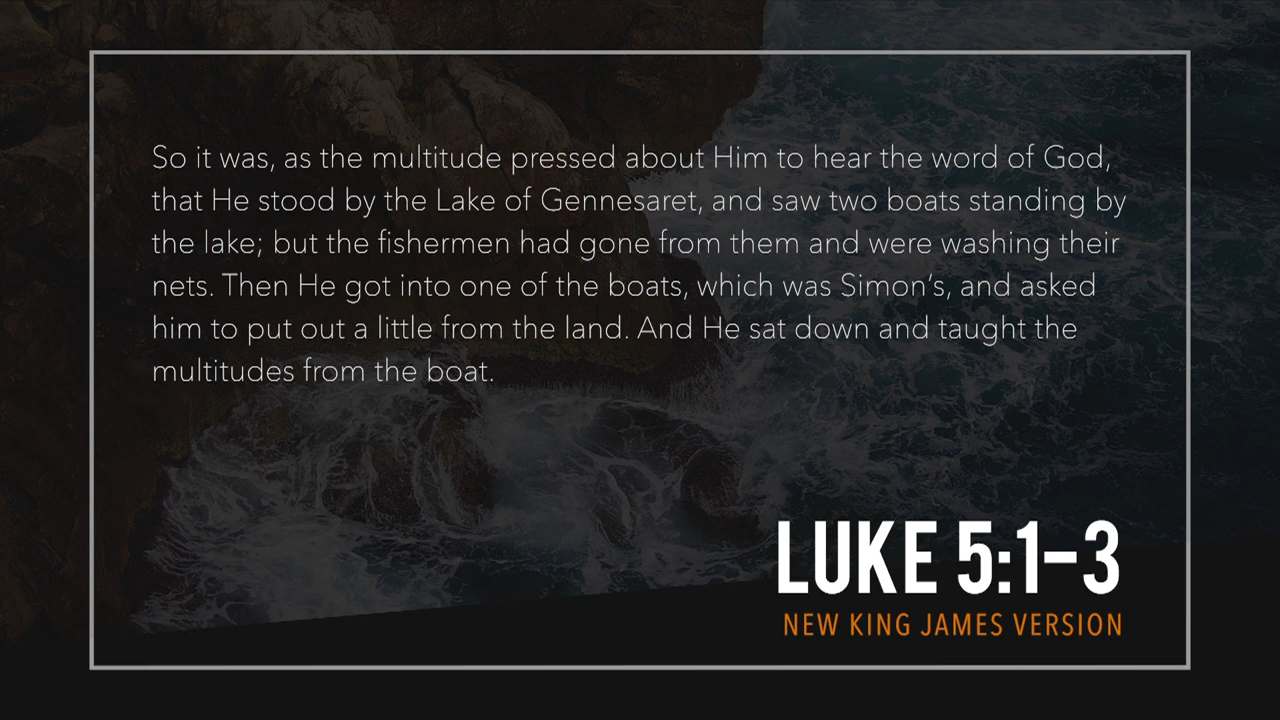 So it was, as the multitude pressed about Him to hear the word of God,
that He stood by the Lake of Gennesaret, and saw two boats standing by
the lake; but the fishermen had gone from them and were washing their
nets. Then He got into one of the boats, which was Simon’s, and asked
him to put out a little from the land. And He sat down and taught the
multitudes from the boat.
LUKE 5:1–3
NEW KING JAMES VERSION